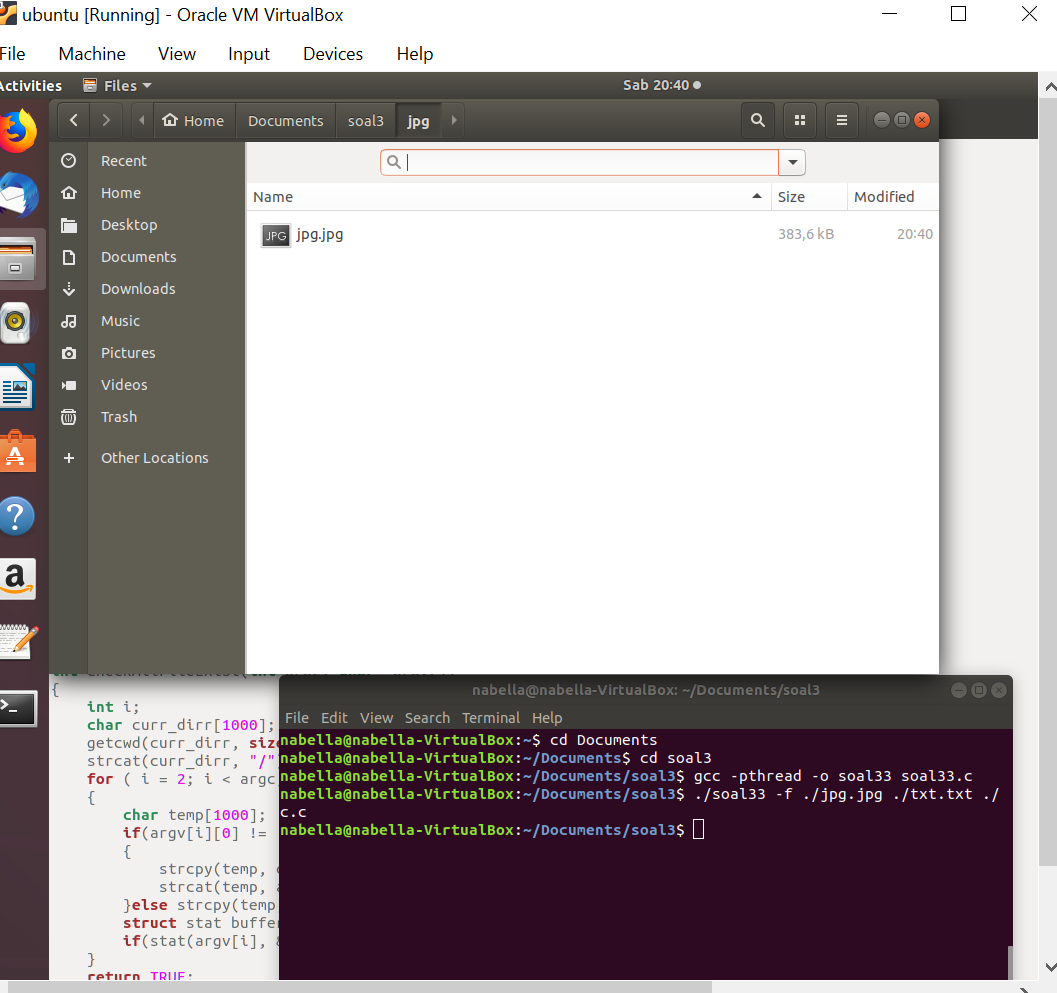 ubuntu [Running] - Oracle VM VirtualBox
File Machine View Input Devices Help
Activities Files Sab 20:40
Home Documents soal3 jpg
Recent
Home
Desktop
Documents
Downloads
Music
Pictures
Videos
Trash
Other Locations
Name Size Modified
JPG jpg.jpg 383,6 kB 20:40
{
int i;
char curr_dirr[1000];
getcwd(curr_dirr, size
strcat(curr_dirr, "/"
for ( i = 2; i < argc
{
char temp[1000];
if(argv[i][0] !=
{
strcpy(temp,
strcat(temp,
}else strcpy(temp
struct stat buffe
if(stat(argv[i],
}
return TRUE;
nabella@nabella-VirtualBox: ~/Documents/soal3
File Edit View Search Terminal Help
nabella@nabella-VirtualBox:~$ cd Documents
nabella@nabella-VirtualBox:~/Documents$ cd soal3
nabella@nabella-VirtualBox:~/Documents/soal3$ gcc -pthread -o soal33 soal33.c
nabella@nabella-VirtualBox:~/Documents/soal3$ ./soal33 -f ./jpg.jpg ./txt.txt ./
c.c
nabella@nabella-VirtualBox:~/Documents/soal3$